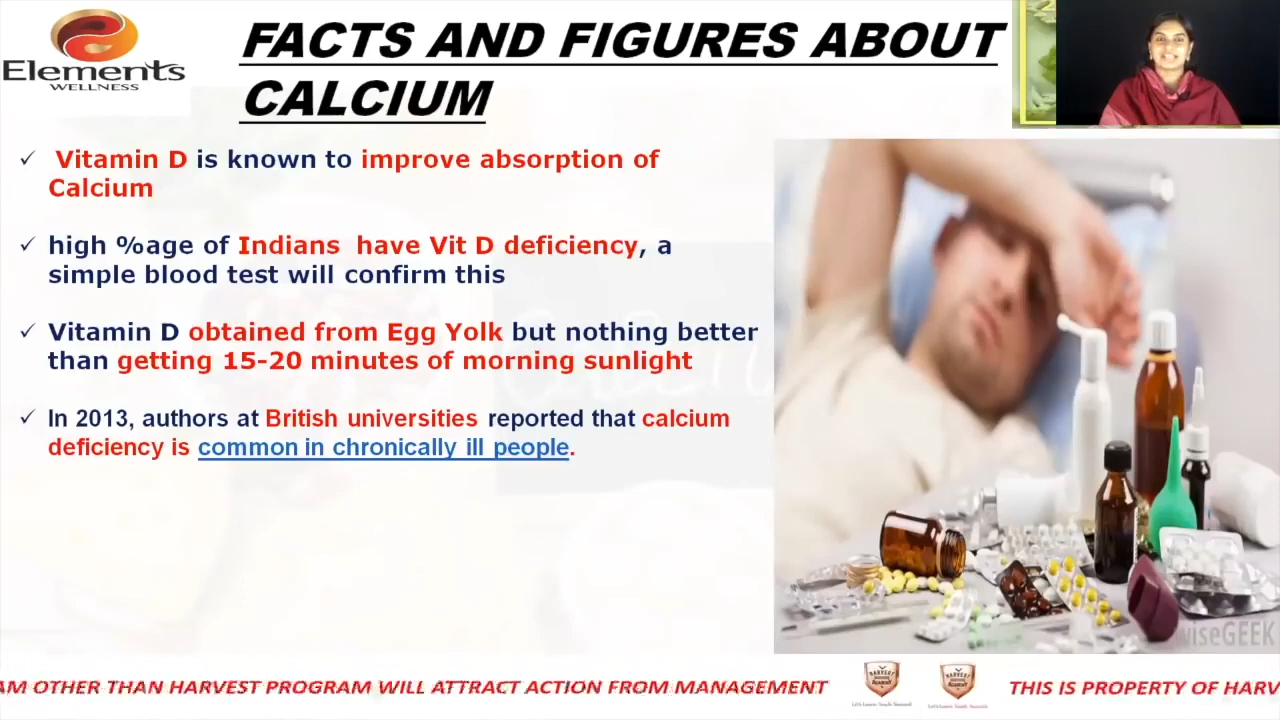 Elements
WELLNESS
FACTS AND FIGURES ABOUT
CALCIUM
✓ Vitamin D is known to improve absorption of
Calcium
✓ high %age of Indians have Vit D deficiency, a
simple blood test will confirm this
✓ Vitamin D obtained from Egg Yolk but nothing better
than getting 15-20 minutes of morning sunlight
✓ In 2013, authors at British universities reported that calcium
deficiency is common in chronically ill people.
wiseGEEK
AM OTHER THAN HARVEST PROGRAM WILL ATTRACT ACTION FROM MANAGEMENT
HARVEST
HARVEST
THIS IS PROPERTY OF HARV